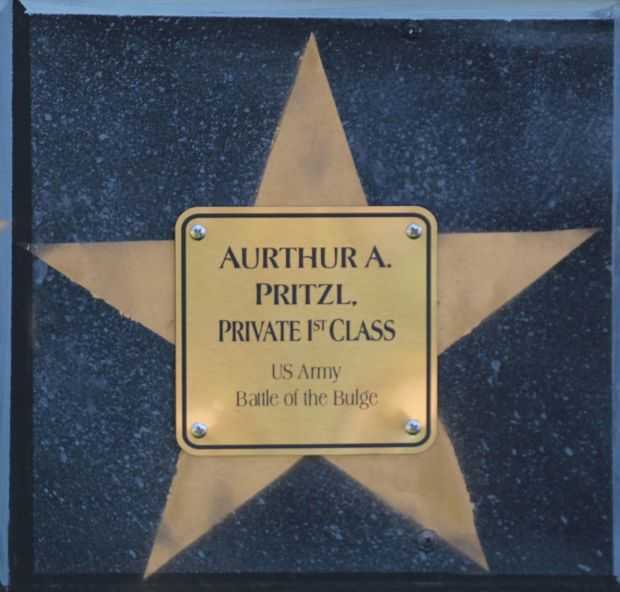 AURTHUR A.
PRITZL,
PRIVATE 1ST CLASS
US Army
Battle of the Bulge